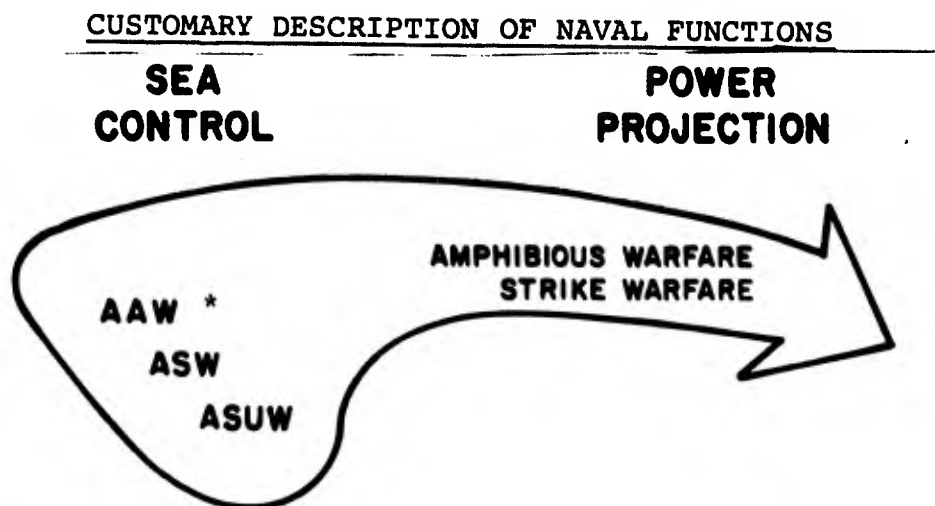 CUSTOMARY DESCRIPTION OF NAVAL FUNCTIONS
SEA
CONTROL
POWER
PROJECTION
AMPHIBIOUS WARFARE
STRIKE WARFARE
AAW *
ASW
ASUW